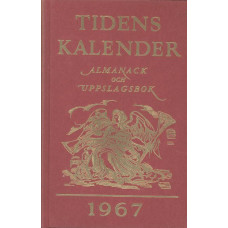 TIDENS
KALENDER
ALMANACK
OCH
UPPSLAGSBOK
1967